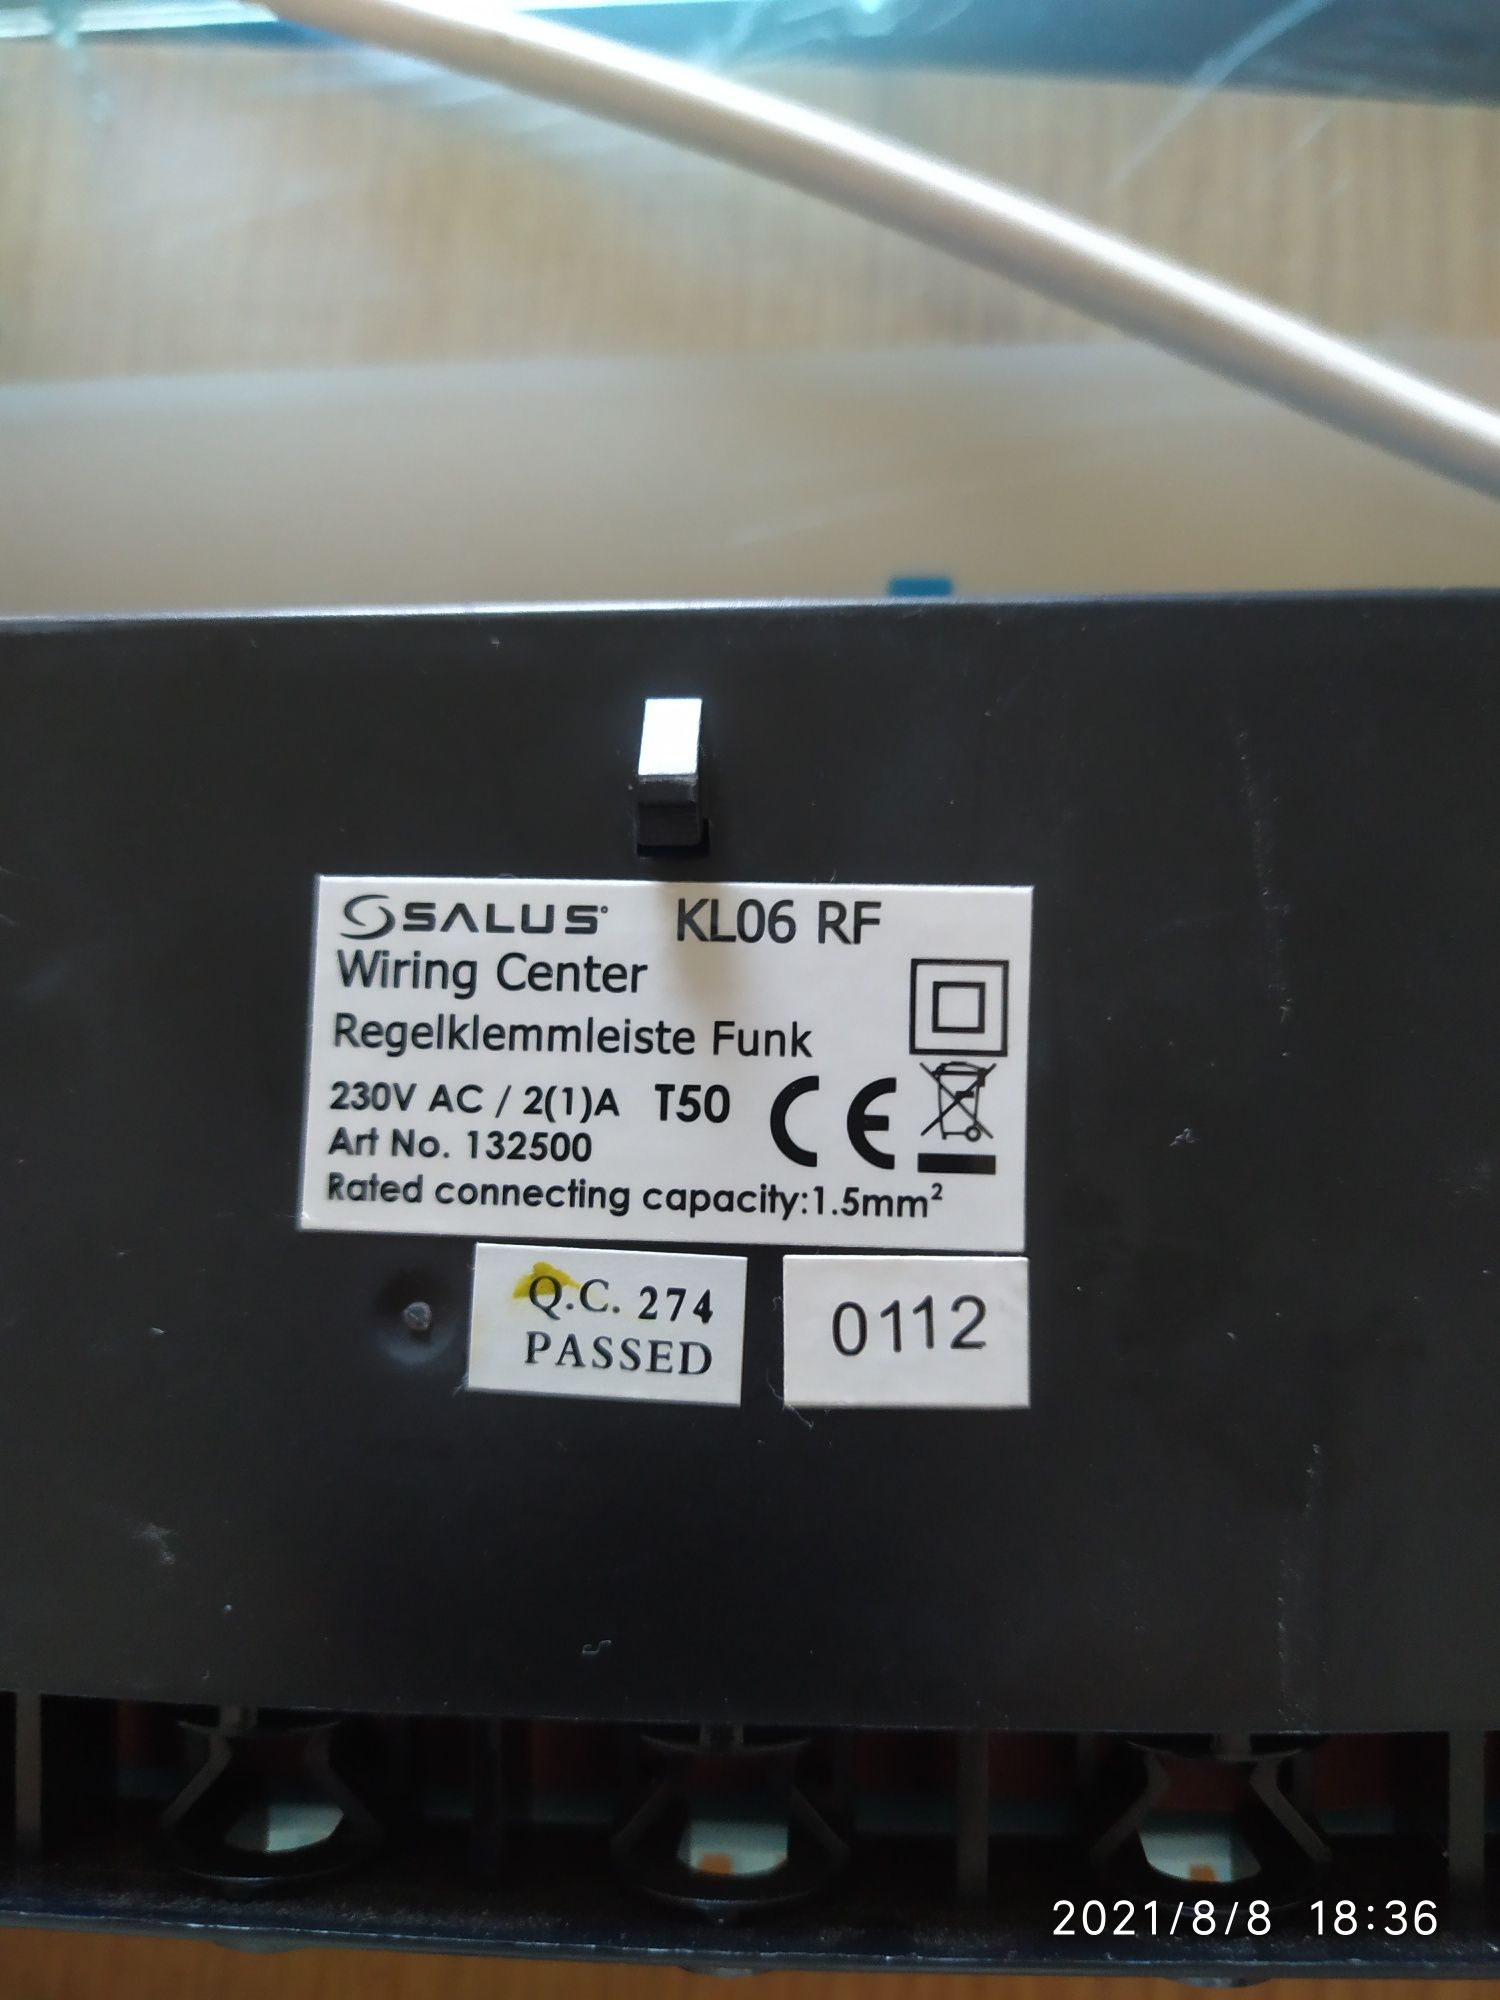 SALUS KL06 RF
Wiring Center
Regelklemmleiste Funk
230V AC / 2(1)A T50 CE
Art No. 132500
Rated connecting capacity:1.5mm²
Q.C. 274
PASSED
0112
2021/8/8 18:36